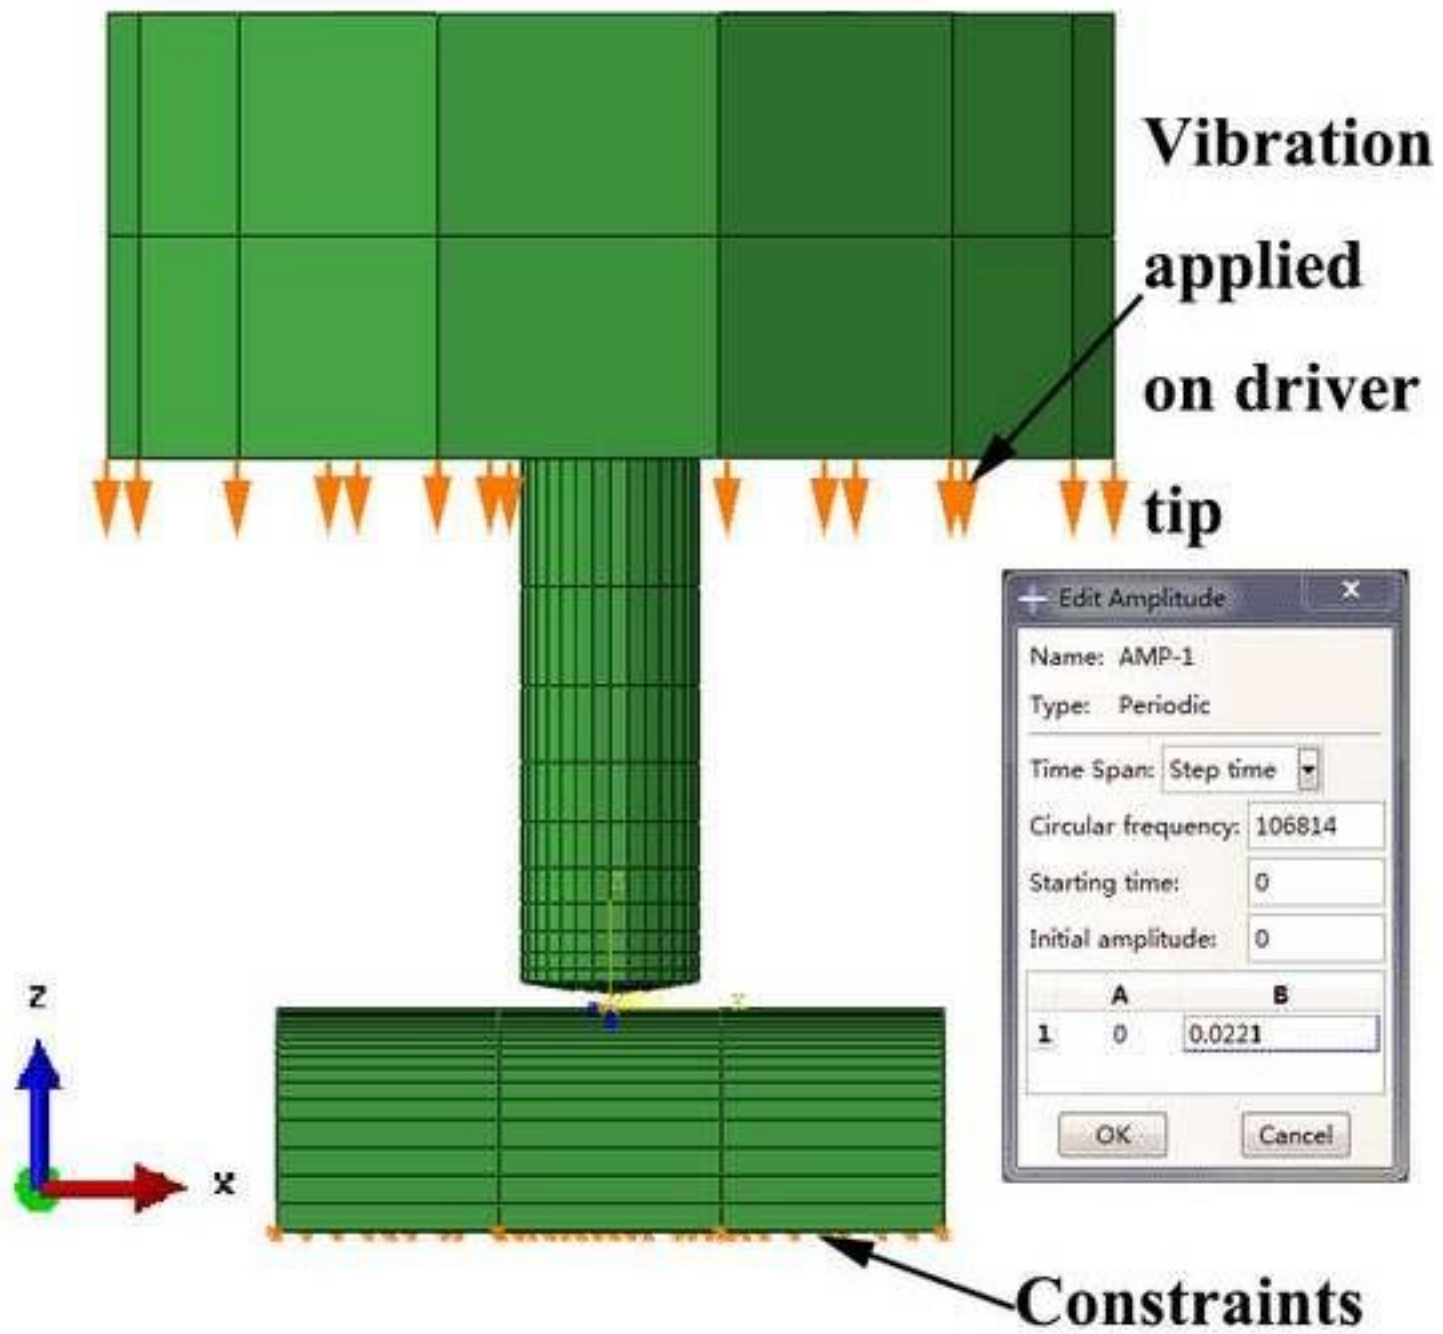 Vibration
applied
on driver
tip
Edit Amplitude X
Name: AMP-1
Type: Periodic
Time Span: Step time
Circular frequency: 106814
Starting time: 0
Initial amplitude: 0
A B
1 0 0.0221
OK Cancel
Z
X
Constraints